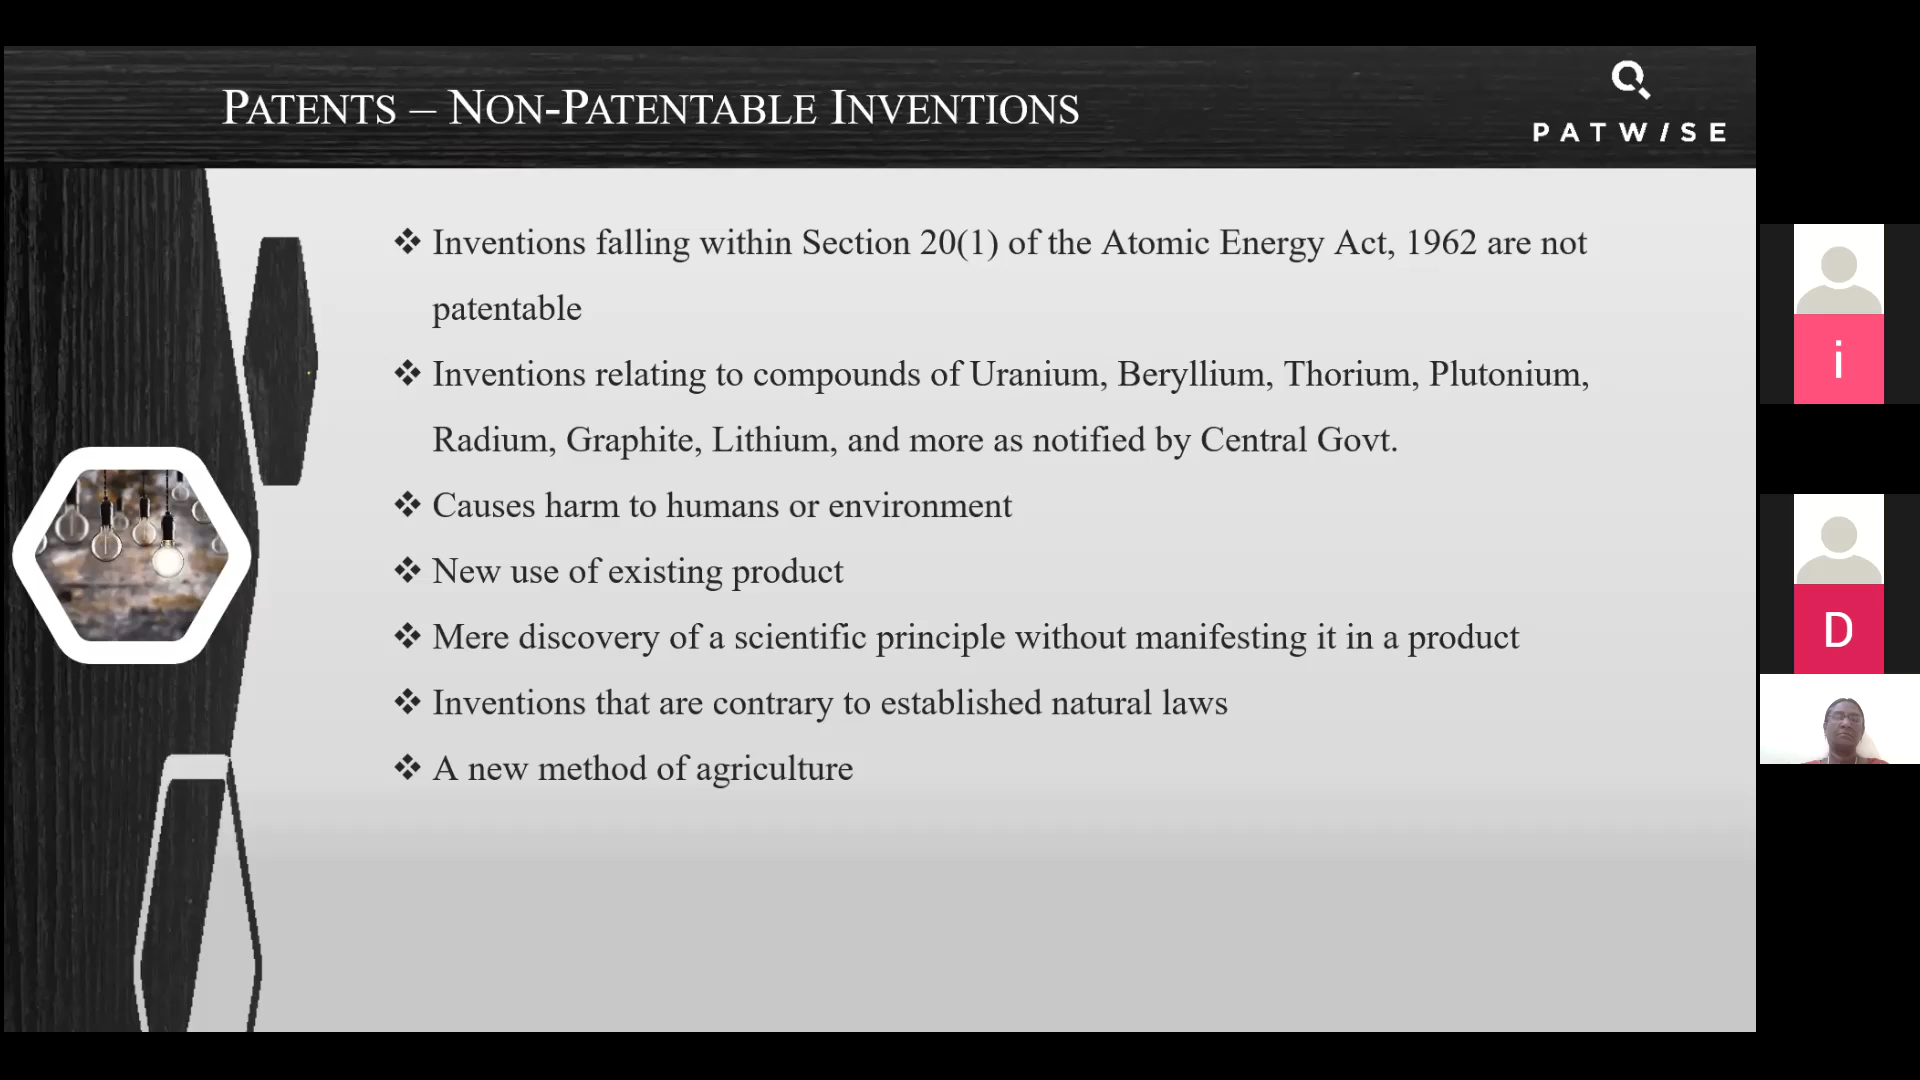 PATENTS – NON-PATENTABLE INVENTIONS
PATWISE
❖ Inventions falling within Section 20(1) of the Atomic Energy Act, 1962 are not
patentable
❖ Inventions relating to compounds of Uranium, Beryllium, Thorium, Plutonium,
Radium, Graphite, Lithium, and more as notified by Central Govt.
❖ Causes harm to humans or environment
❖ New use of existing product
❖ Mere discovery of a scientific principle without manifesting it in a product
❖ Inventions that are contrary to established natural laws
❖ A new method of agriculture
i
D